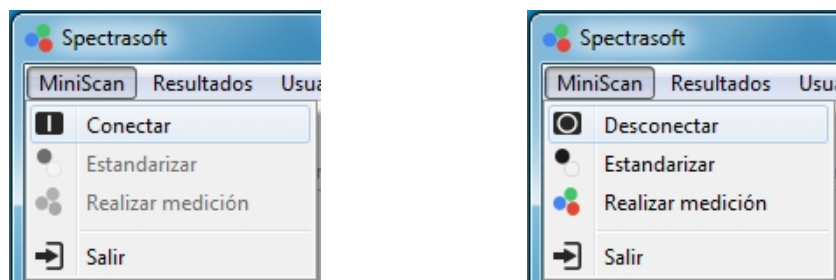 Spectrasoft
MiniScan Resultados
Conectar
Estandarizar
Realizar medición
Salir
Spectrasoft
MiniScan Resultados
Desconectar
Estandarizar
Realizar medición
Salir